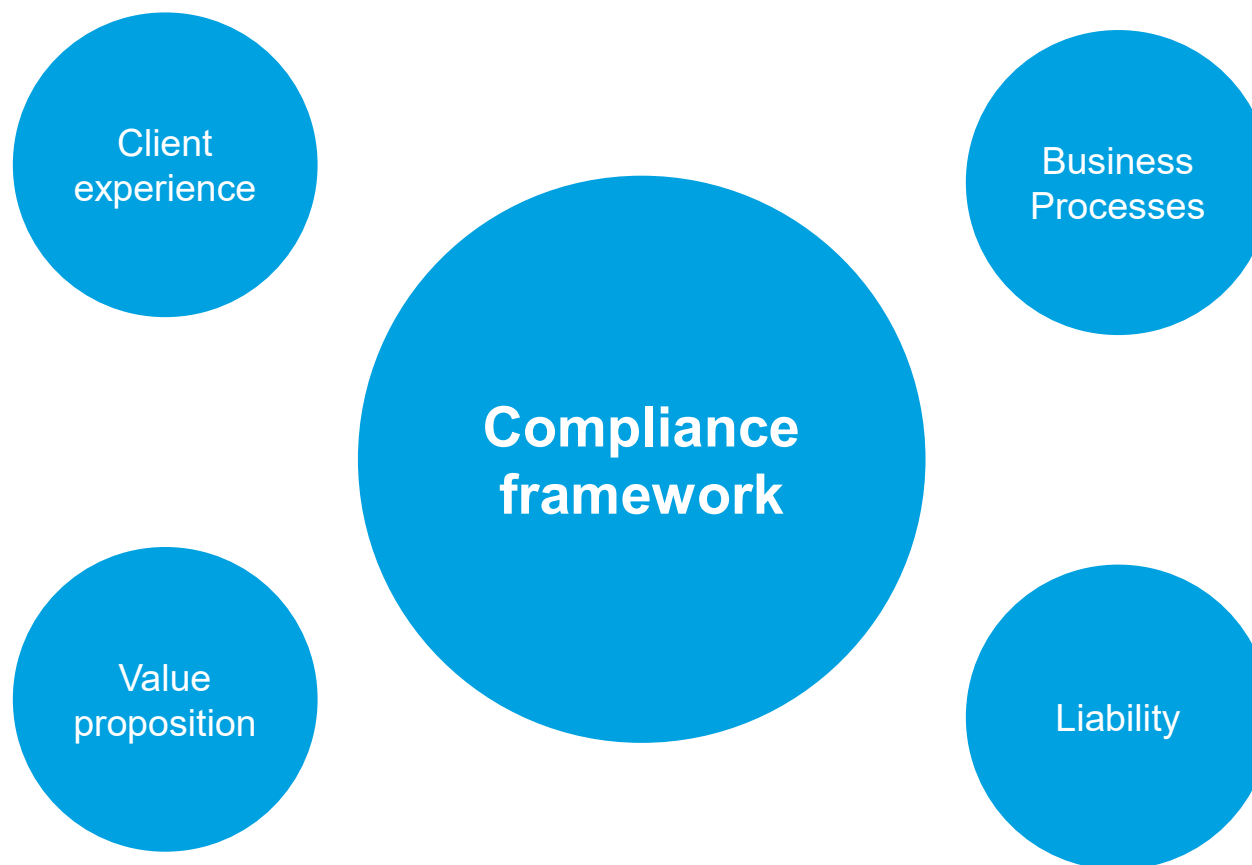 Client
experience
Business
Processes
Compliance
framework
Value
proposition
Liability